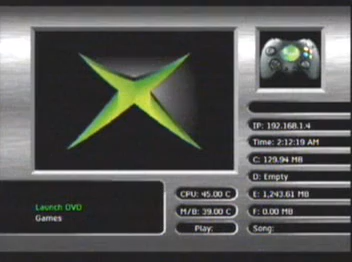 IP: 192.168.1.4
Time: 2:12:19 AM
C: 129.94 MB
D: Empty
E: 1,243.61 MB
F: 0.00 MB
Song:
CPU: 45.00 C
M/B: 39.00 C
Play:
Launch DVD
Games